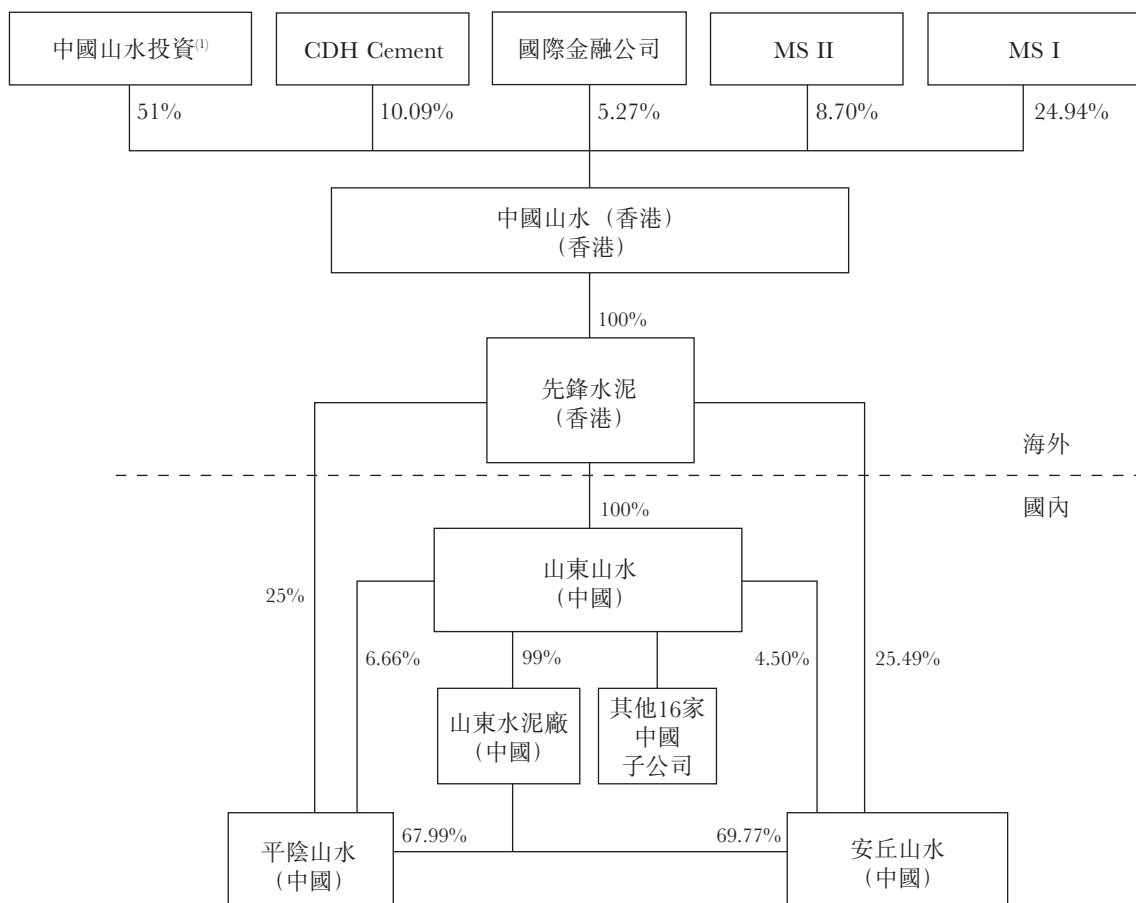 中國山水投資(1)
CDH Cement
國際金融公司
MS II
MS I
51%
10.09%
5.27%
8.70%
24.94%
中國山水（香港）
（香港）
100%
先鋒水泥
（香港）
海外
國內
100%
山東山水
（中國）
25%
6.66%
99%
4.50%
25.49%
山東水泥廠
（中國）
其他16家
中國
子公司
67.99%
69.77%
平陰山水
（中國）
安丘山水
（中國）